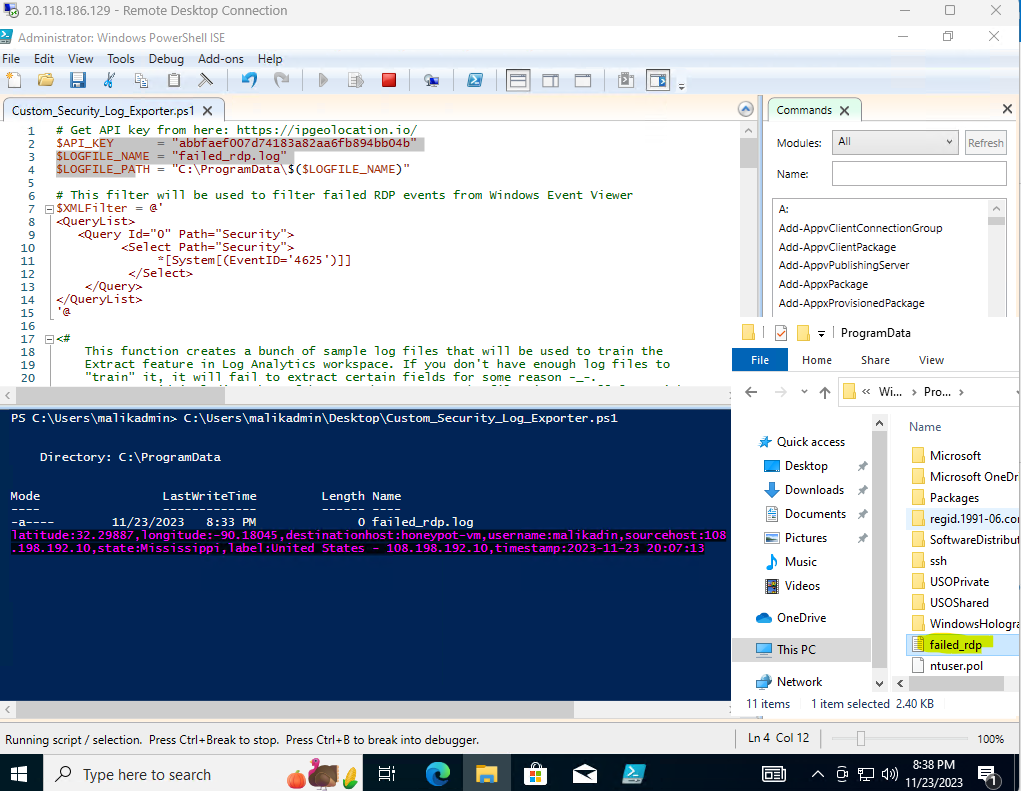 20.118.186.129 - Remote Desktop Connection
Administrator: Windows PowerShell ISE
File Edit View Tools Debug Add-ons Help
Custom_Security_Log_Exporter.ps1
1 # Get API key from here: https://ipgeolocation.io/
2 $API_KEY = "abbfaef007d74183a82aa6fb894bb04b"
3 $LOGFILE_NAME = "failed_rdp.log"
4 $LOGFILE_PATH = "C:\ProgramData\$($LOGFILE_NAME)"
5
6 # This filter will be used to filter failed RDP events from Windows Event Viewer
7 $XMLFilter = @'
8 <QueryList>
9 <Query Id="0" Path="Security">
10 <Select Path="Security">
11 *[System[(EventID='4625')]]
12 </Select>
13 </Query>
14 </QueryList>
15 '@
16
17 <#
18 This function creates a bunch of sample log files that will be used to train the
19 Extract feature in Log Analytics workspace. If you don't have enough log files to
20 "train" it, it will fail to extract certain fields for some reason -_-.
Commands
Modules: All Refresh
Name:
A:
Add-AppvClientConnectionGroup
Add-AppvClientPackage
Add-AppvPublishingServer
Add-AppxPackage
Add-AppxProvisionedPackage
PS C:\Users\malikadmin> C:\Users\malikadmin\Desktop\Custom_Security_Log_Exporter.ps1
Directory: C:\ProgramData
Mode LastWriteTime Length Name
---- ------------- ------ ----
-a---- 11/23/2023 8:33 PM 0 failed_rdp.log
latitude:32.29887,longitude:-90.18045,destinationhost:honeypot-vm,username:malikadin,sourcehost:108
.198.192.10,state:Mississippi,label:United States - 108.198.192.10,timestamp:2023-11-23 20:07:13
ProgramData
File Home Share View
« Wi... › Pro... ›
Quick access
Desktop
Downloads
Documents
Pictures
Music
Videos
OneDrive
This PC
Network
Name
Microsoft
Microsoft OneDr
Packages
regid.1991-06.co
SoftwareDistribut
ssh
USOPrivate
USOShared
WindowsHologra
failed_rdp
ntuser.pol
11 items 1 item selected 2.40 KB
Running script / selection. Press Ctrl+Break to stop. Press Ctrl+B to break into debugger.
Ln 4 Col 12 100%
Type here to search
8:38 PM
11/23/2023
1